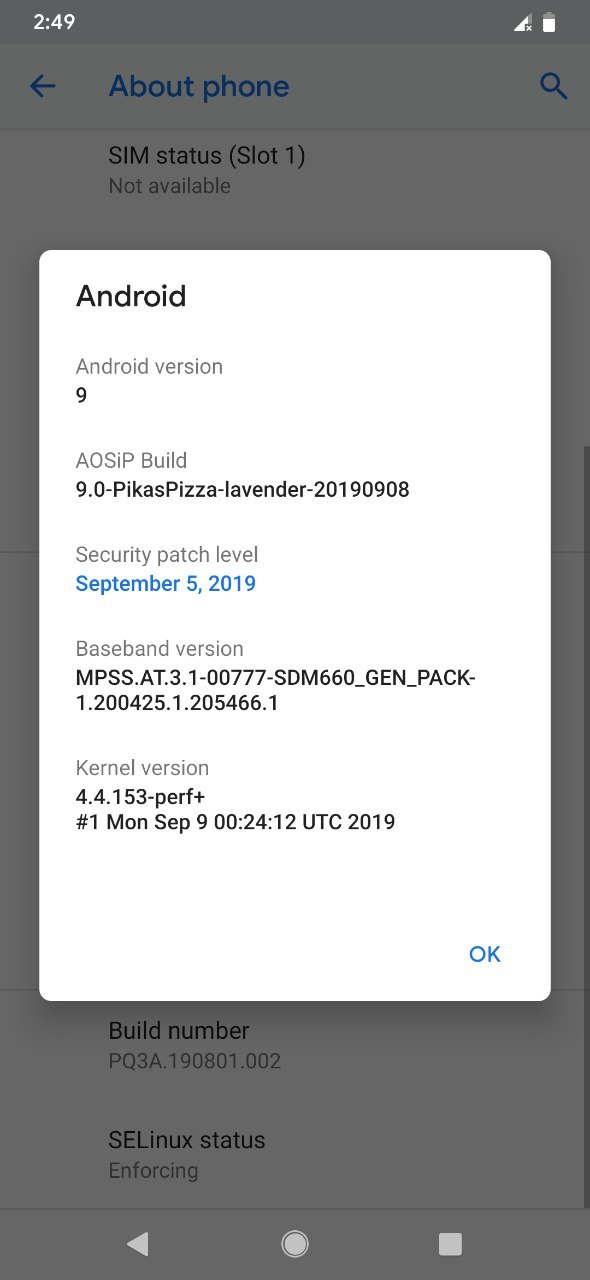 2:49
About phone
SIM status (Slot 1)
Not available
Android
Android version
9
AOSiP Build
9.0-PikasPizza-lavender-20190908
Security patch level
September 5, 2019
Baseband version
MPSS.AT.3.1-00777-SDM660_GEN_PACK-
1.200425.1.205466.1
Kernel version
4.4.153-perf+
#1 Mon Sep 9 00:24:12 UTC 2019
OK
Build number
PQ3A.190801.002
SELinux status
Enforcing